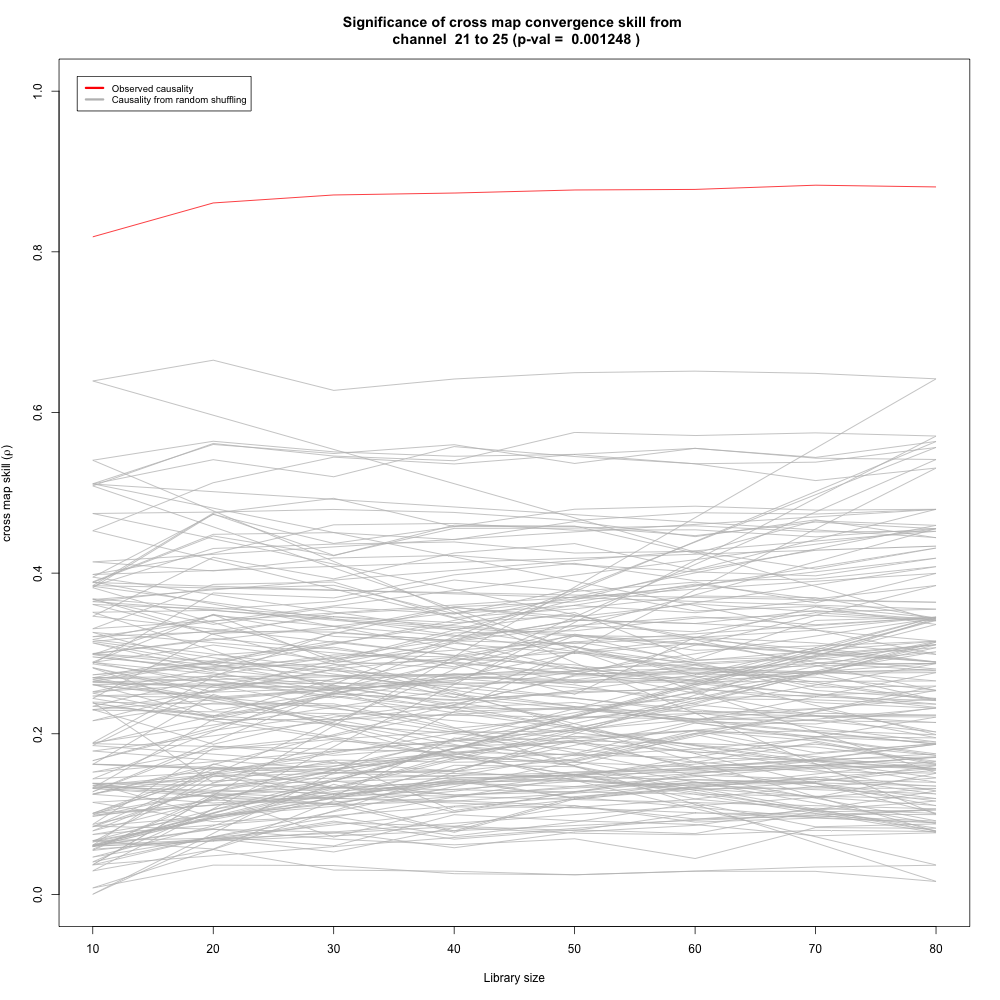 Significance of cross map convergence skill from
channel  21 to 25 (p-val =  0.001248 )
Observed causality
Causality from random shuffling
cross map skill (ρ)
1.0
0.8
0.6
0.4
0.2
0.0
10 20 30 40 50 60 70 80
Library size